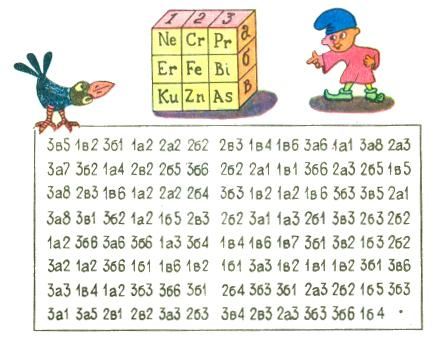 1 2 3
Ne Cr Pr а
Er Fe Bi б
Ku Zn As в
3в5 1в2 3б1 1а2 2а2 2б2 2в3 1в4 1в6 3а6 1а1 3а8 2а3
3а7 3б2 1а4 2в2 2б5 3б6 2б2 2а1 1в1 3б6 2а3 2б5 1в5
3а8 2в3 1в6 1а2 2а2 2б4 3б3 1в2 1а2 1в6 3б3 3в5 2а1
3а8 3в1 3б2 1а2 1б5 2в3 2б2 3а1 1а3 2б1 3в3 2б3 2б2
1а2 3б6 3а6 3б6 1а3 3б4 1в4 1в6 1в7 3б1 3в2 1б3 2б2
3а2 1а2 3б6 1б1 1в6 1в2 1б1 3а3 1в2 1в1 1в2 3б1 3в6
3а3 1в4 1а2 3б3 3б6 3б1 2б4 3б3 3б1 2а3 2б2 1б5 3б3
3а1 3а5 2в1 2в2 3а3 2б3 3в4 2в3 2а3 3б3 3б6 1б4 .